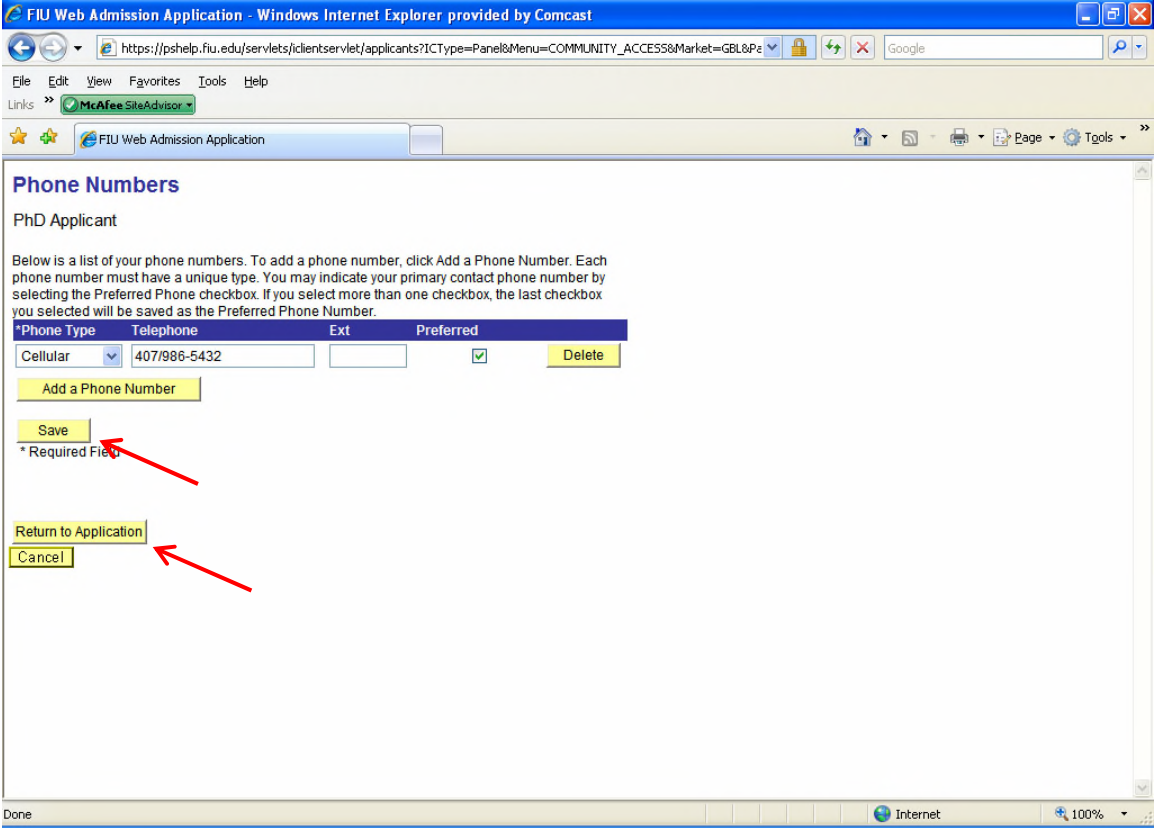 FIU Web Admission Application - Windows Internet Explorer provided by Comcast
https://pshelp.fiu.edu/servlets/iclientservlet/applicants?ICType=Panel&Menu=COMMUNITY_ACCESS&Market=GBL&Pa
Google
File Edit View Favorites Tools Help
Links » McAfee SiteAdvisor
FIU Web Admission Application
Page Tools »
Phone Numbers
PhD Applicant
Below is a list of your phone numbers. To add a phone number, click Add a Phone Number. Each
phone number must have a unique type. You may indicate your primary contact phone number by
selecting the Preferred Phone checkbox. If you select more than one checkbox, the last checkbox
you selected will be saved as the Preferred Phone Number.
*Phone Type Telephone Ext Preferred
Cellular 407/986-5432 Delete
Add a Phone Number
Save
* Required Field
Return to Application
Cancel
Done Internet 100%